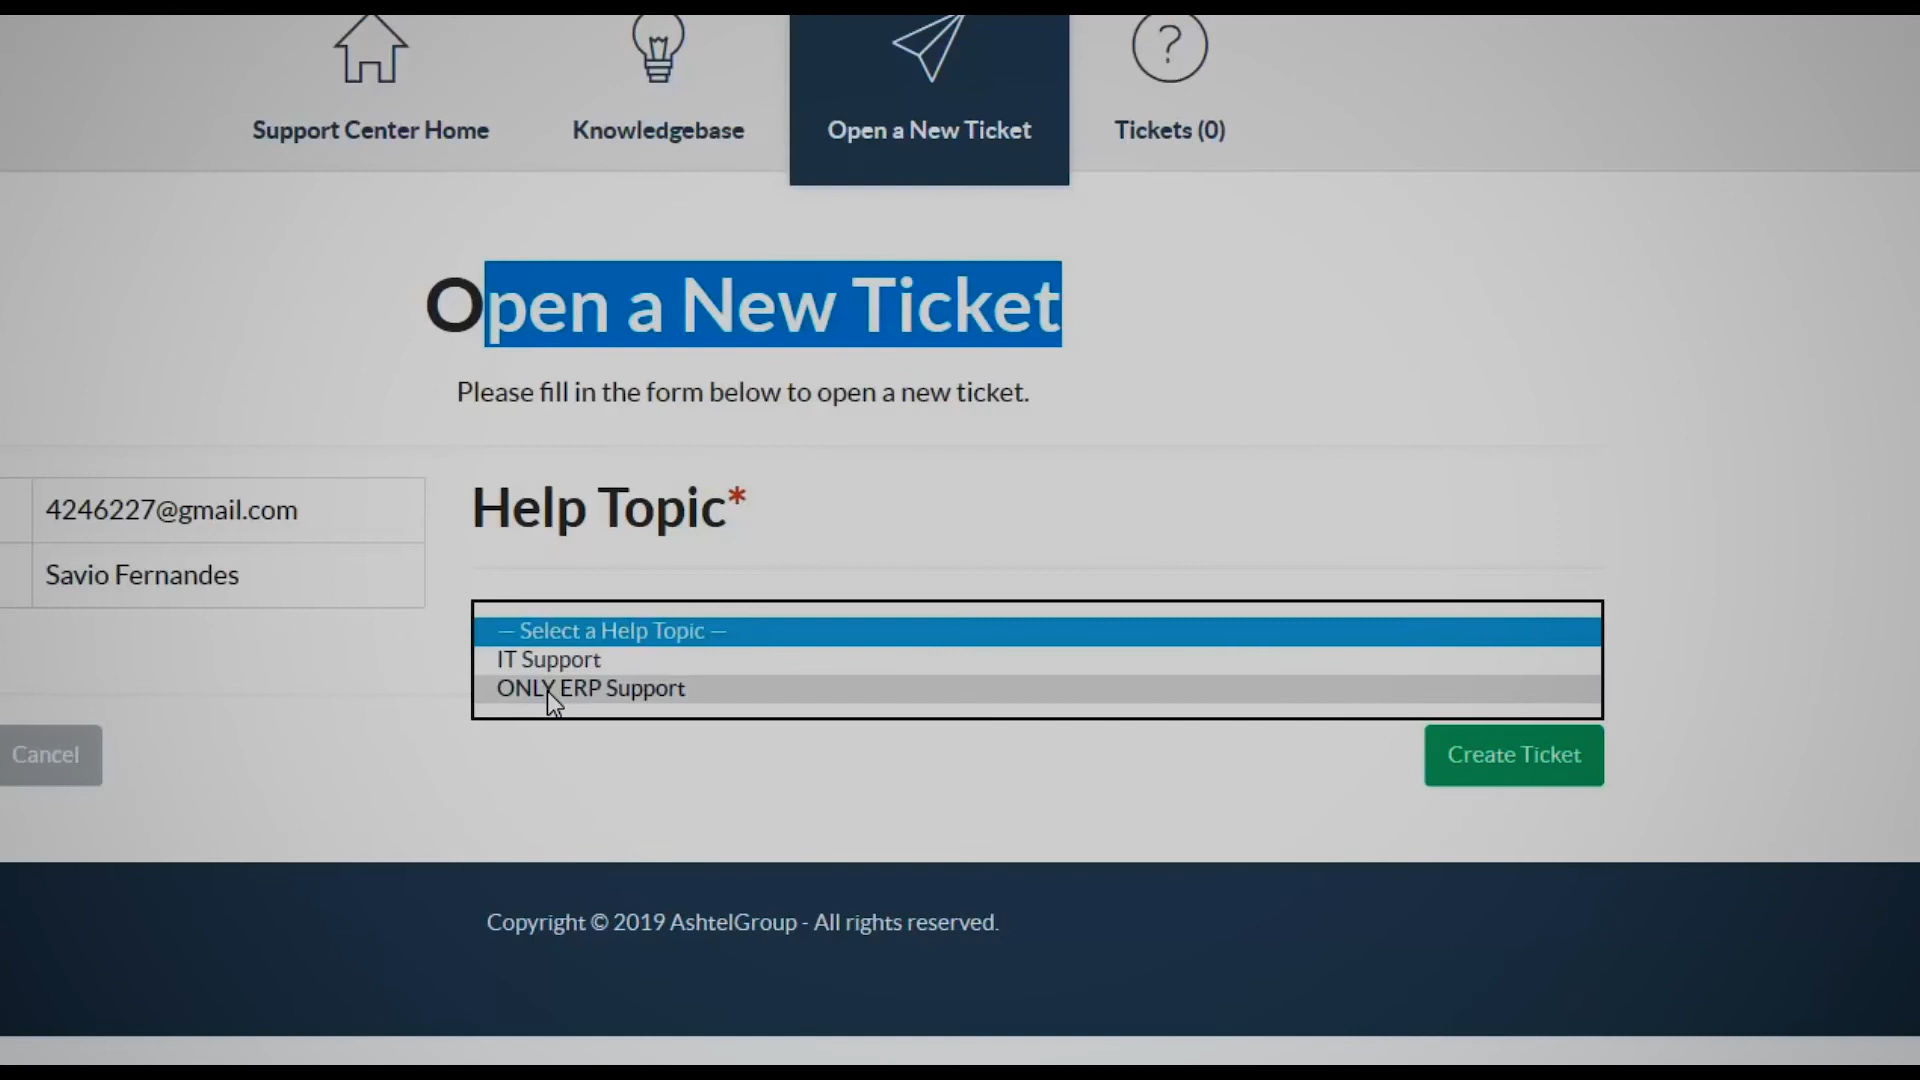 Support Center Home
Knowledgebase
Open a New Ticket
Tickets (0)
Open a New Ticket
Please fill in the form below to open a new ticket.
4246227@gmail.com
Savio Fernandes
Help Topic*
— Select a Help Topic —
IT Support
ONLY ERP Support
Cancel
Create Ticket
Copyright © 2019 AshtelGroup - All rights reserved.